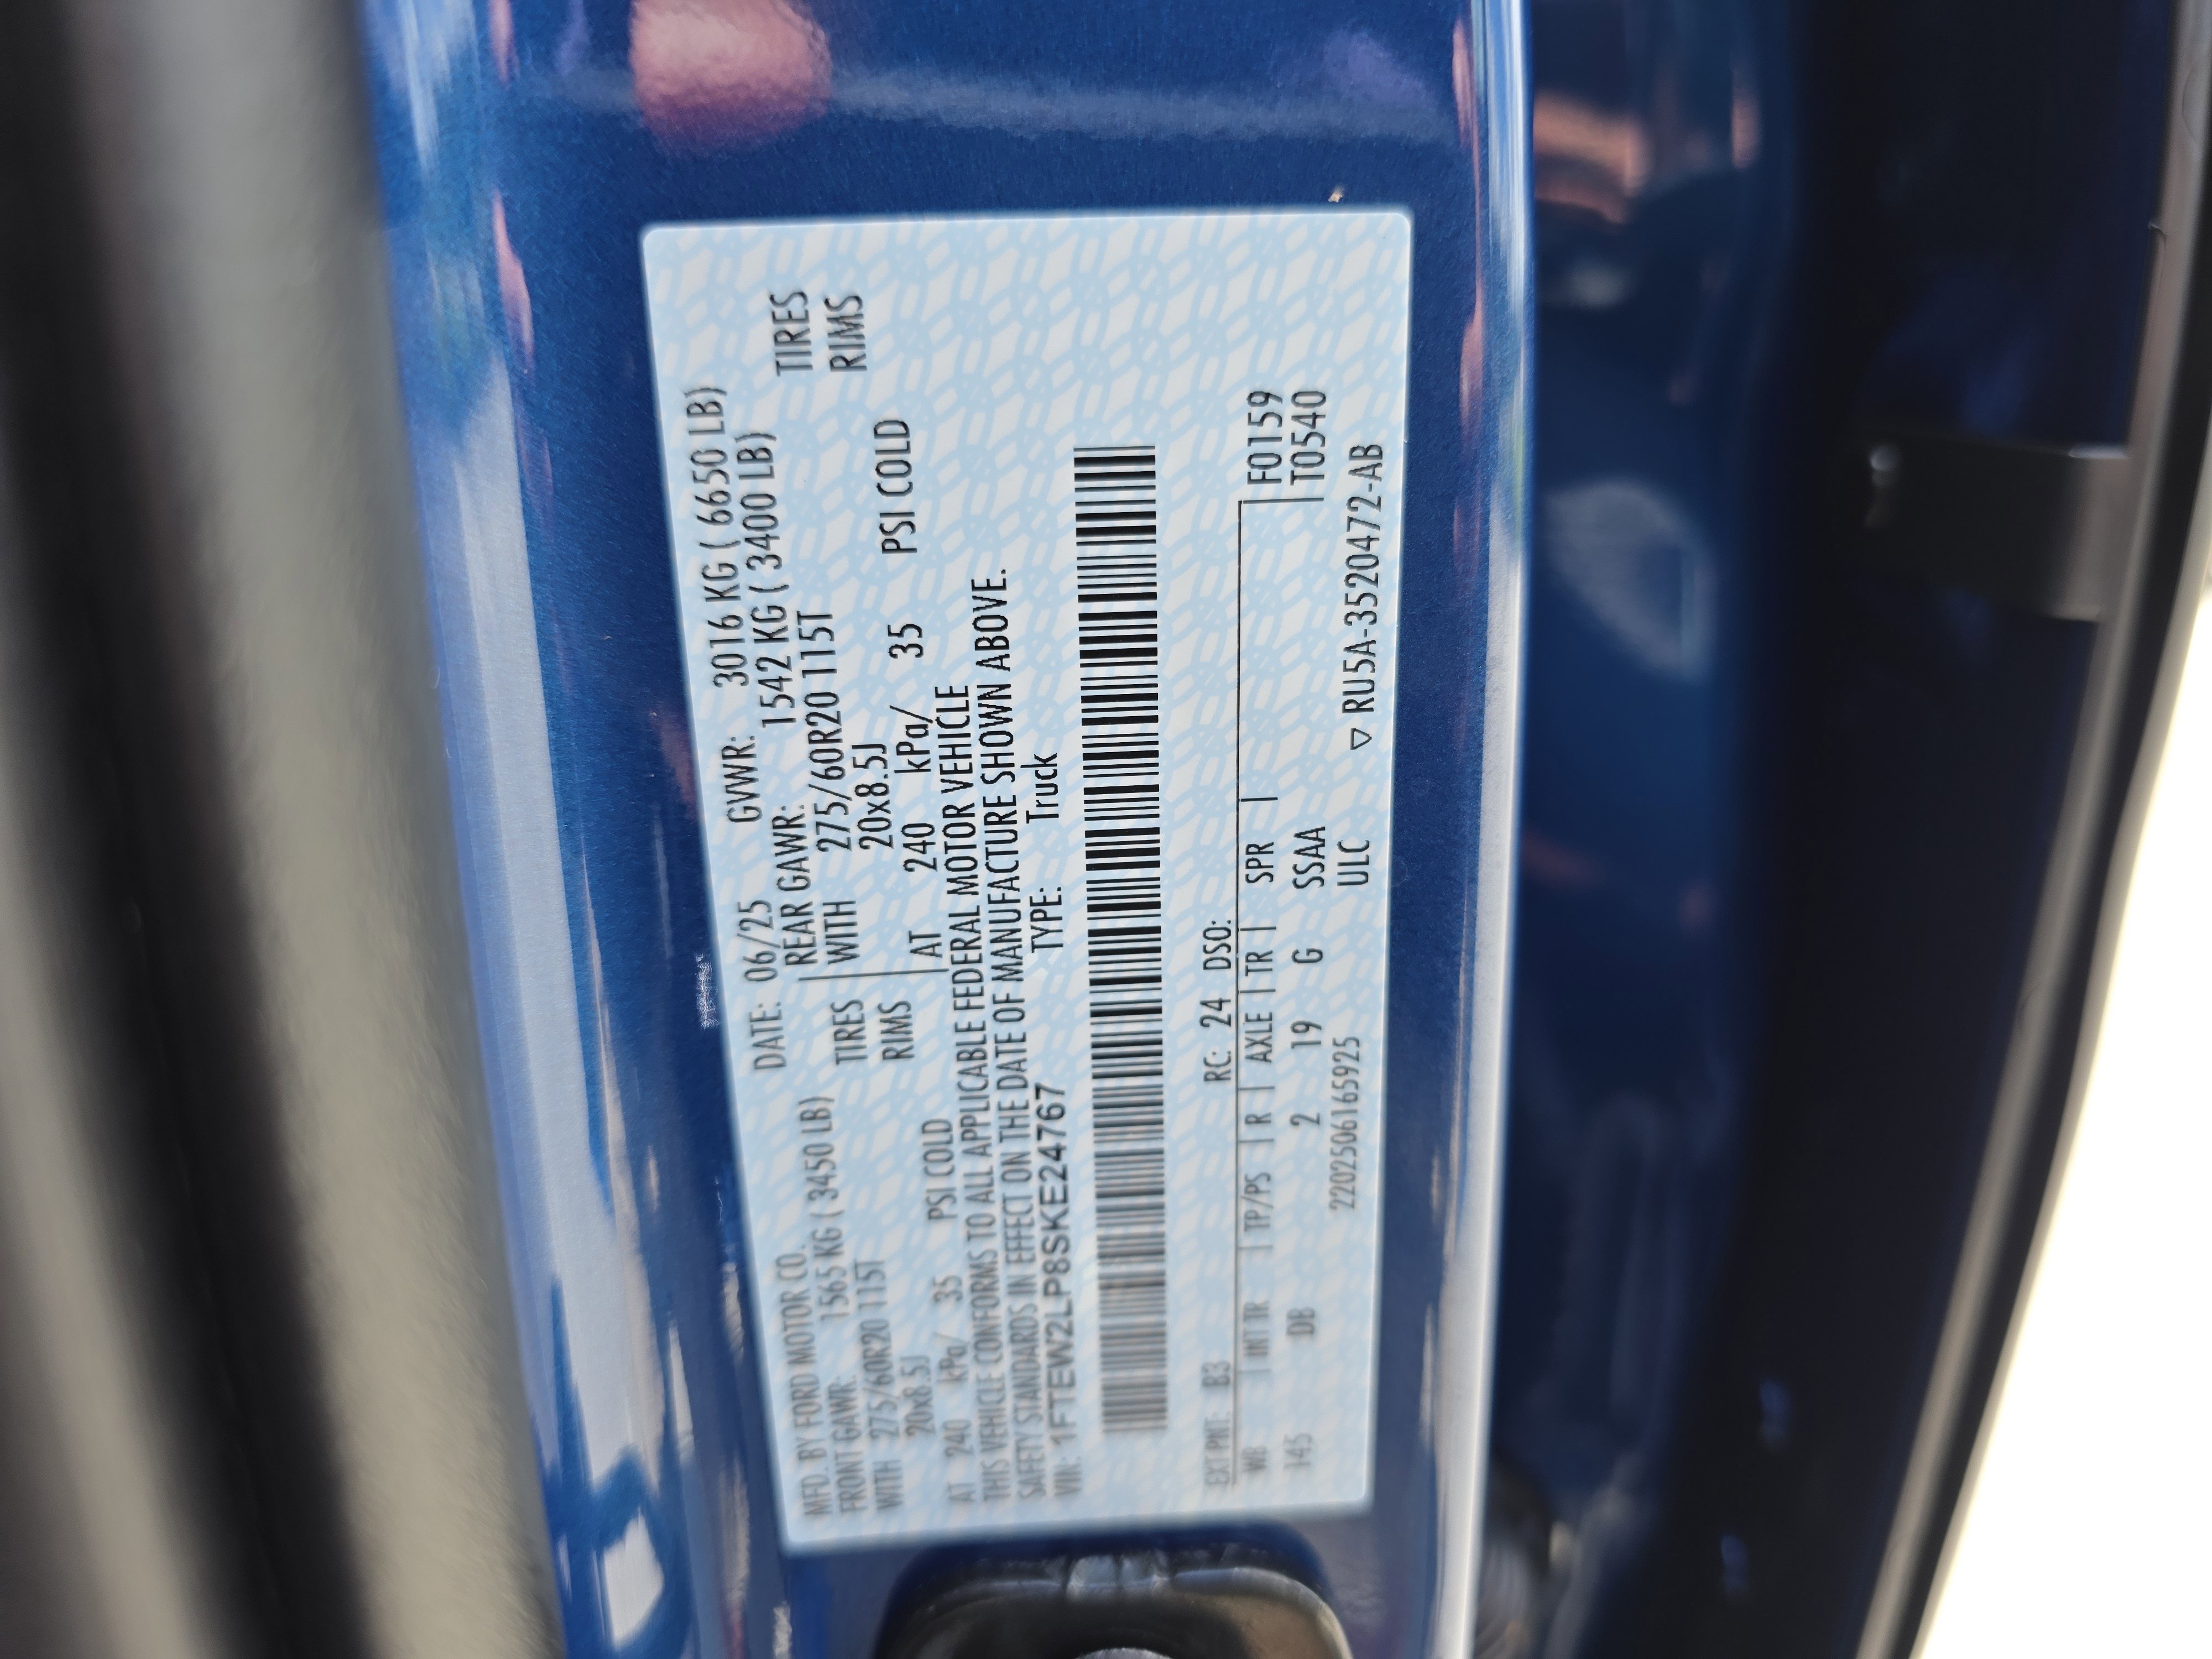 MFD. BY FORD MOTOR CO. DATE: 06/25 GVWR: 3016 KG ( 6650 LB)
FRONT GAWR: 1565 KG ( 3450 LB) REAR GAWR: 1542 KG ( 3400 LB)
WITH 275/60R20 115T TIRES WITH 275/60R20 115T TIRES
20x8.5J RIMS 20x8.5J RIMS
AT 240 kPa/ 35 PSI COLD AT 240 kPa/ 35 PSI COLD
THIS VEHICLE CONFORMS TO ALL APPLICABLE FEDERAL MOTOR VEHICLE
SAFETY STANDARDS IN EFFECT ON THE DATE OF MANUFACTURE SHOWN ABOVE.
VIN: 1FTEW2LP8SKE24767 TYPE: Truck
EXT PNT: B3 RC: 24 DSO:
WB | INT TR | TP/PS | R | AXLE | TR | SPR | F0159
145 DB 2 19 G SSAA T0540
2202506165925 ULC ▽ RU5A-3520472-AB